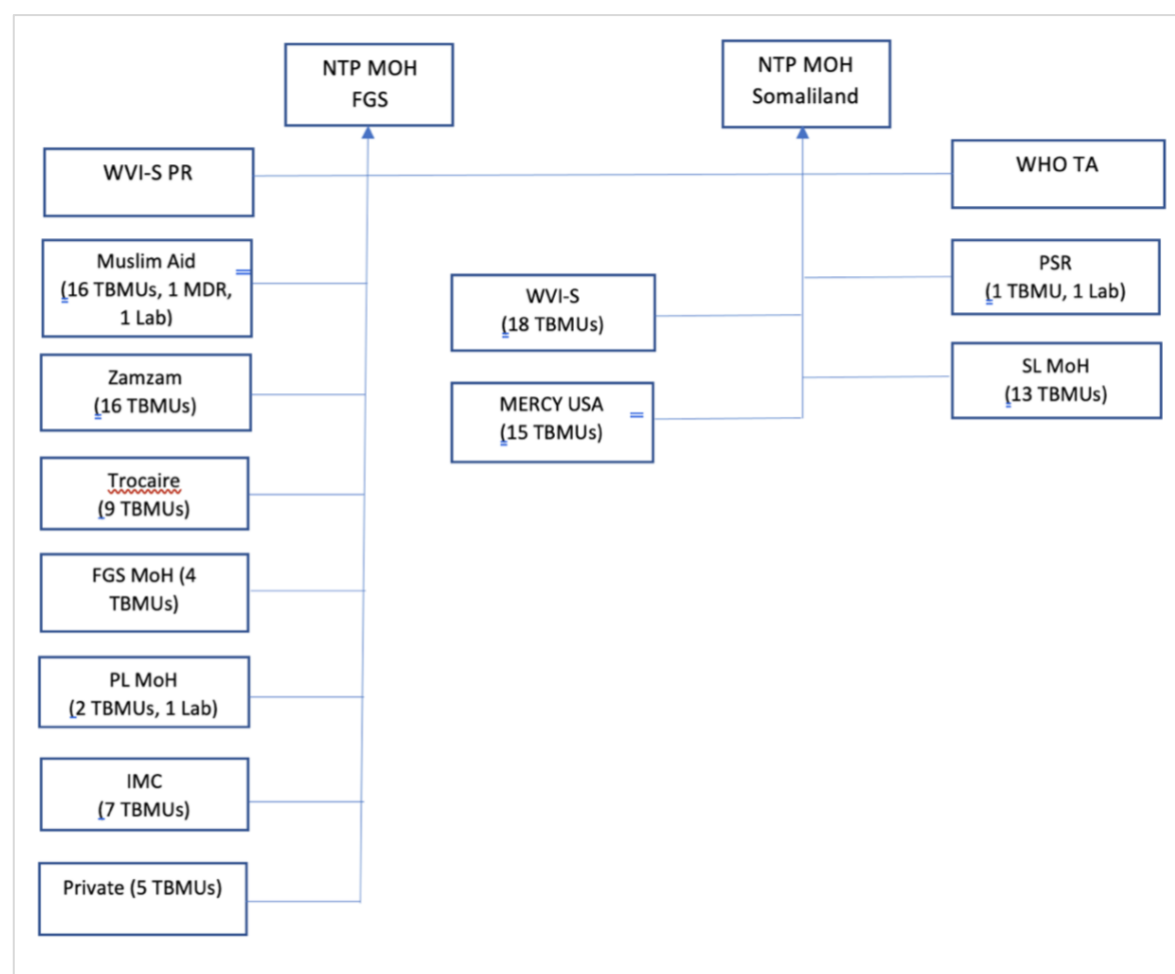 NTP MOH
FGS
NTP MOH
Somaliland
WVI-S PR
WHO TA
Muslim Aid
(16 TBMUs, 1 MDR,
1 Lab)
PSR
(1 TBMU, 1 Lab)
WVI-S
(18 TBMUs)
Zamzam
(16 TBMUs)
SL MoH
(13 TBMUs)
MERCY USA
(15 TBMUs)
Trocaire
(9 TBMUs)
FGS MoH (4
TBMUs)
PL MoH
(2 TBMUs, 1 Lab)
IMC
(7 TBMUs)
Private (5 TBMUs)